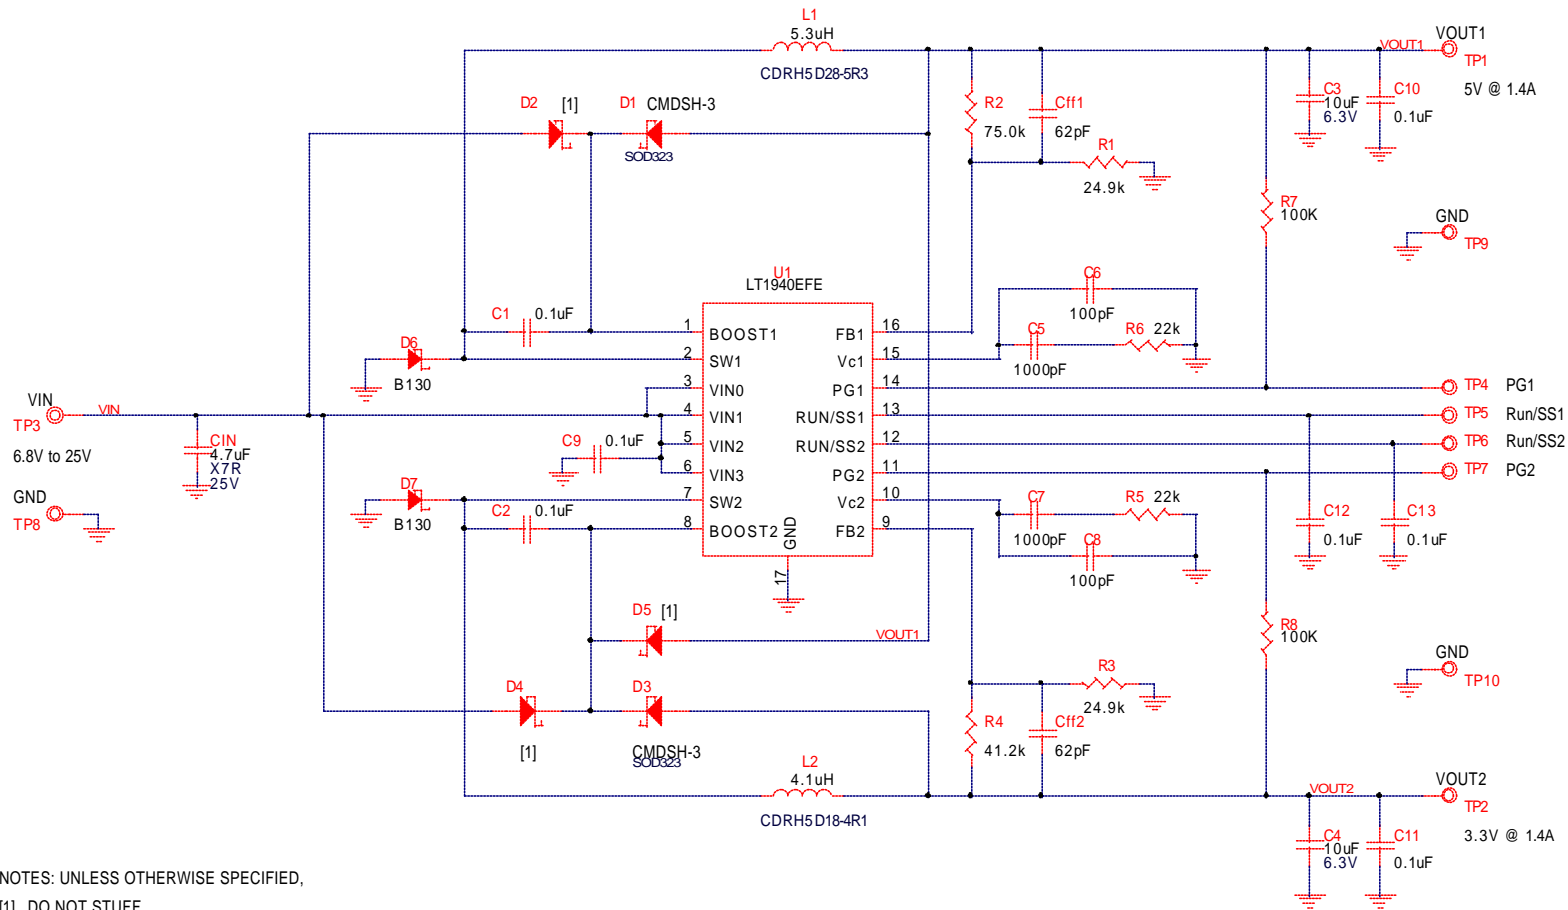 L1
5.3uH
CDRH5D28-5R3
VOUT1
VOUT1
TP1
5V @ 1.4A
D2
[1]
D1
CMDSH-3
SOD323
R2
75.0k
Cff1
62pF
R1
24.9k
C3
10uF
6.3V
C10
0.1uF
R7
100K
GND
TP9
U1
LT1940EFE
C6
100pF
C5
1000pF
R6
22k
C1
0.1uF
D6
B130
1
BOOST1
2
SW1
3
VIN0
4
VIN1
5
VIN2
6
VIN3
7
SW2
8
BOOST2
GND
17
FB1
16
Vc1
15
PG1
14
RUN/SS1
13
RUN/SS2
12
PG2
11
Vc2
10
FB2
9
TP4
PG1
TP5
Run/SS1
TP6
Run/SS2
TP7
PG2
VIN
VIN
TP3
6.8V to 25V
CIN
4.7uF
X7R
25V
GND
TP8
C9
0.1uF
D7
B130
C2
0.1uF
C7
1000pF
R5
22k
C8
100pF
C12
0.1uF
C13
0.1uF
D5
[1]
VOUT1
D4
[1]
D3
CMDSH-3
SOD323
R3
24.9k
R4
41.2k
Cff2
62pF
R8
100K
GND
TP10
L2
4.1uH
CDRH5D18-4R1
VOUT2
VOUT2
TP2
3.3V @ 1.4A
C4
10uF
6.3V
C11
0.1uF
NOTES: UNLESS OTHERWISE SPECIFIED,
[1] DO NOT STUFF